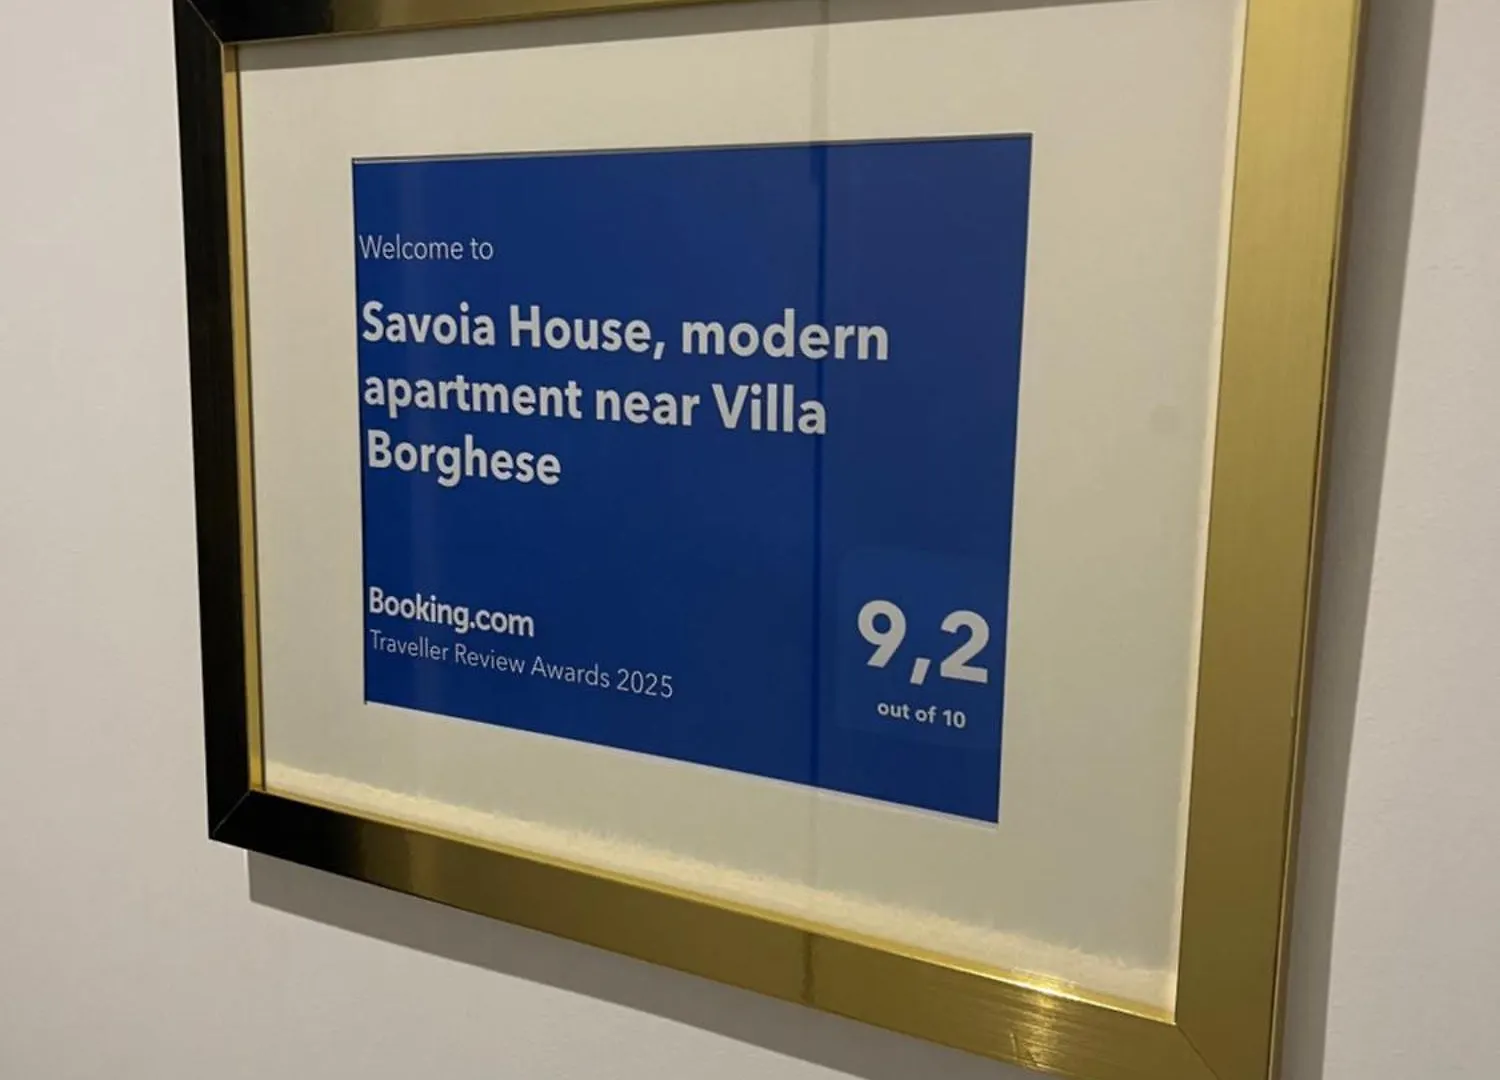 Welcome to
Savoia House, modern
apartment near Villa
Borghese
Booking.com
Traveller Review Awards 2025
9,2
out of 10